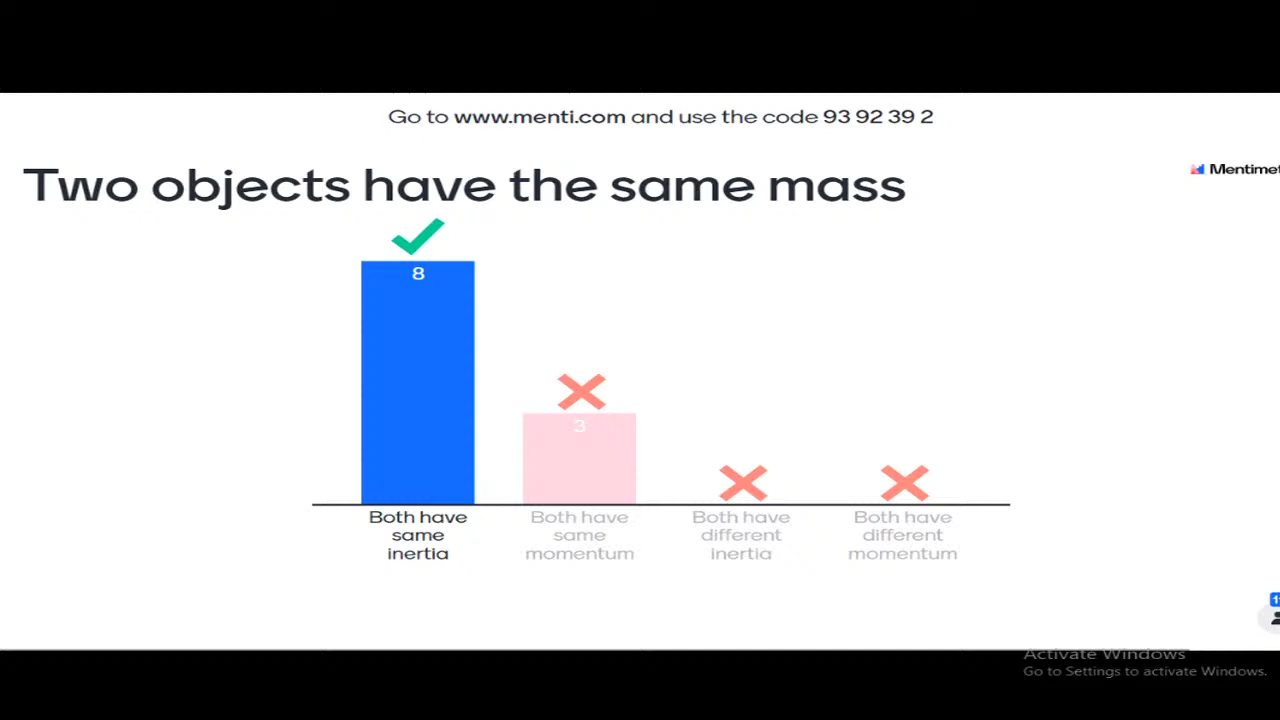 Go to www.menti.com and use the code 93 92 39 2
Two objects have the same mass
Mentimet
8
3
Both have
same
inertia
Both have
same
momentum
Both have
different
inertia
Both have
different
momentum
Activate Windows
Go to Settings to activate Windows.